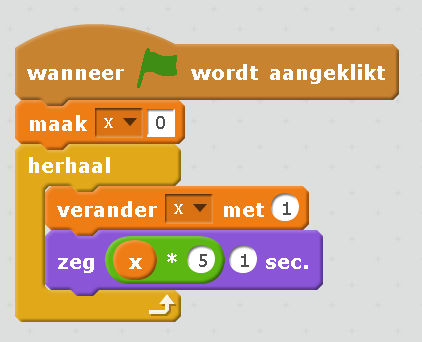 wanneer wordt aangeklikt
maak x 0
herhaal
verander x met 1
zeg x * 5 1 sec.